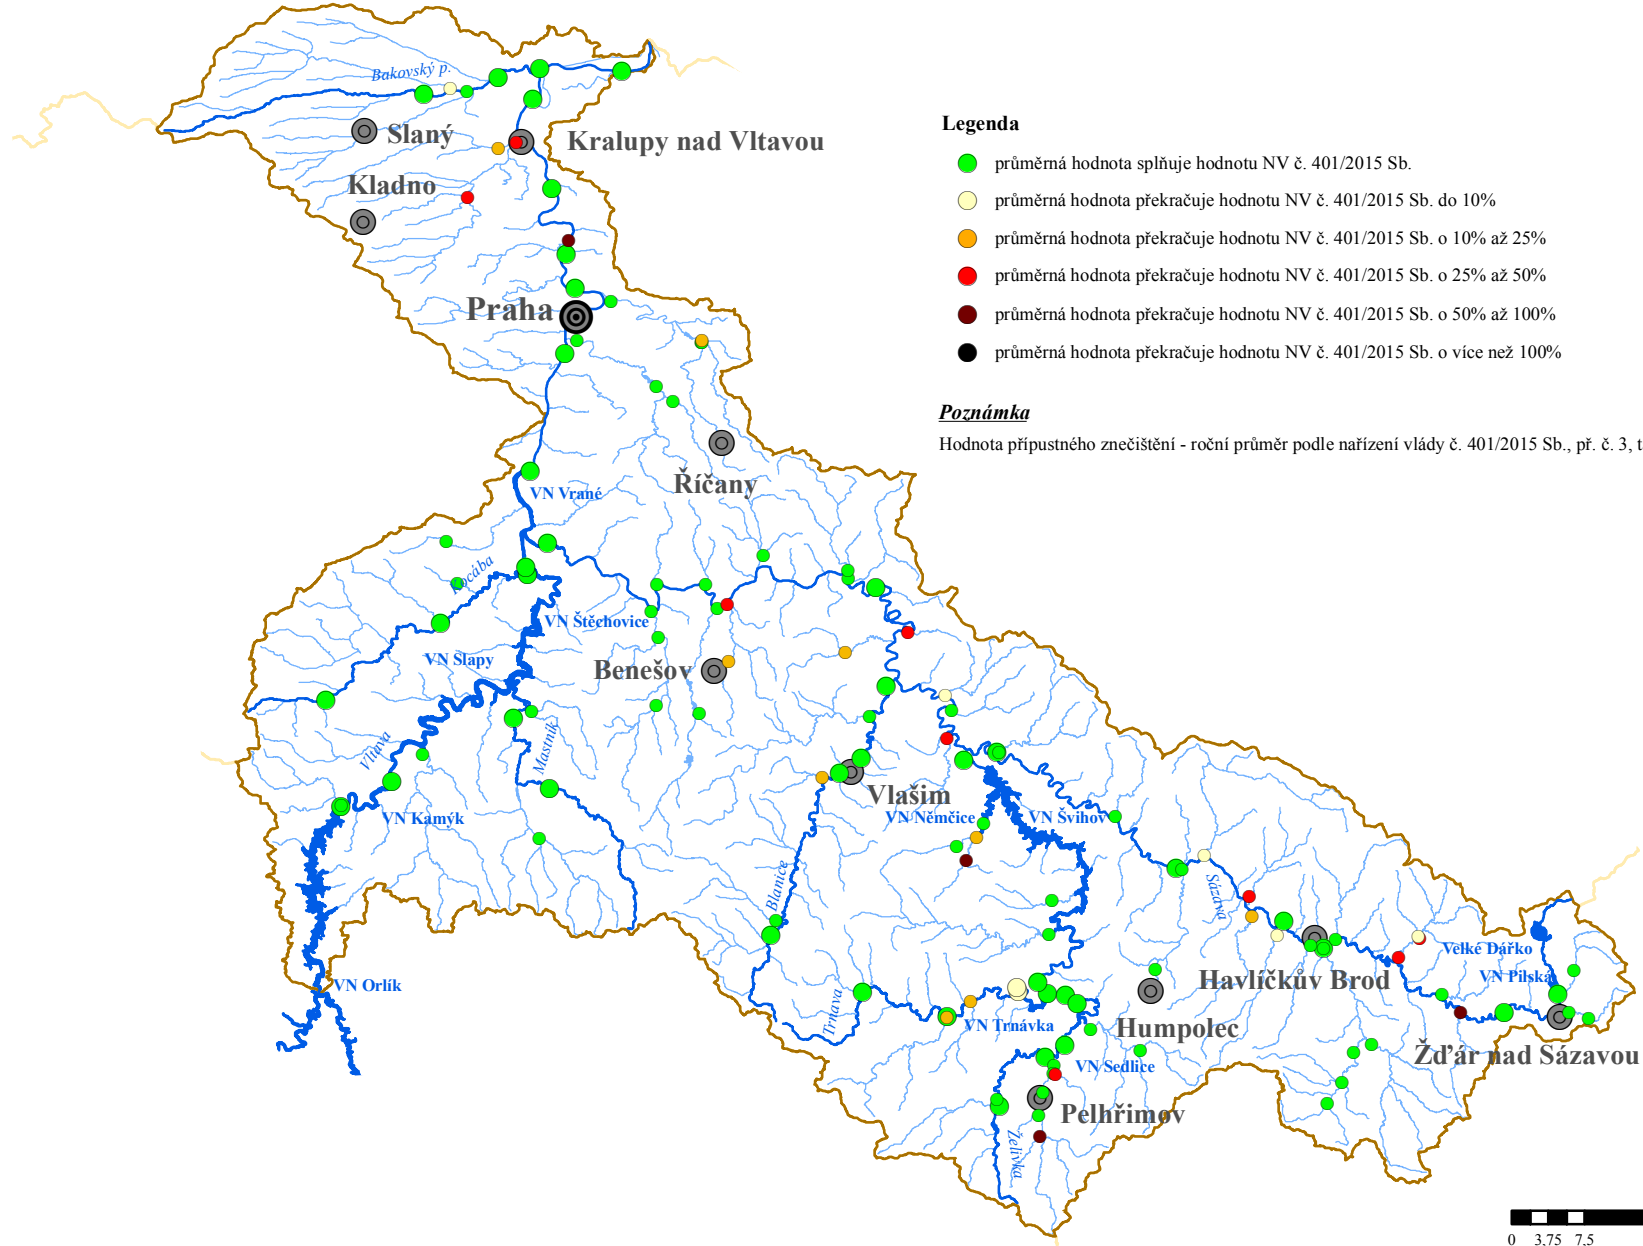 Bakovský p.
Slaný
Kralupy nad Vltavou
Kladno
Praha
Říčany
VN Vrané
Kocába
VN Štěchovice
VN Slapy
Benešov
Vltava
Mastník
VN Kamýk
Vlašim
VN Němčice
VN Švihov
Blanice
Sázava
VN Orlík
Trnava
VN Trnávka
Humpolec
Havlíčkův Brod
Velké Dářko
VN Pilská
Žďár nad Sázavou
VN Sedlice
Pelhřimov
Želivka
Legenda
průměrná hodnota splňuje hodnotu NV č. 401/2015 Sb.
průměrná hodnota překračuje hodnotu NV č. 401/2015 Sb. do 10%
průměrná hodnota překračuje hodnotu NV č. 401/2015 Sb. o 10% až 25%
průměrná hodnota překračuje hodnotu NV č. 401/2015 Sb. o 25% až 50%
průměrná hodnota překračuje hodnotu NV č. 401/2015 Sb. o 50% až 100%
průměrná hodnota překračuje hodnotu NV č. 401/2015 Sb. o více než 100%
Poznámka
Hodnota přípustného znečištění - roční průměr podle nařízení vlády č. 401/2015 Sb., př. č. 3, t
0 3,75 7,5